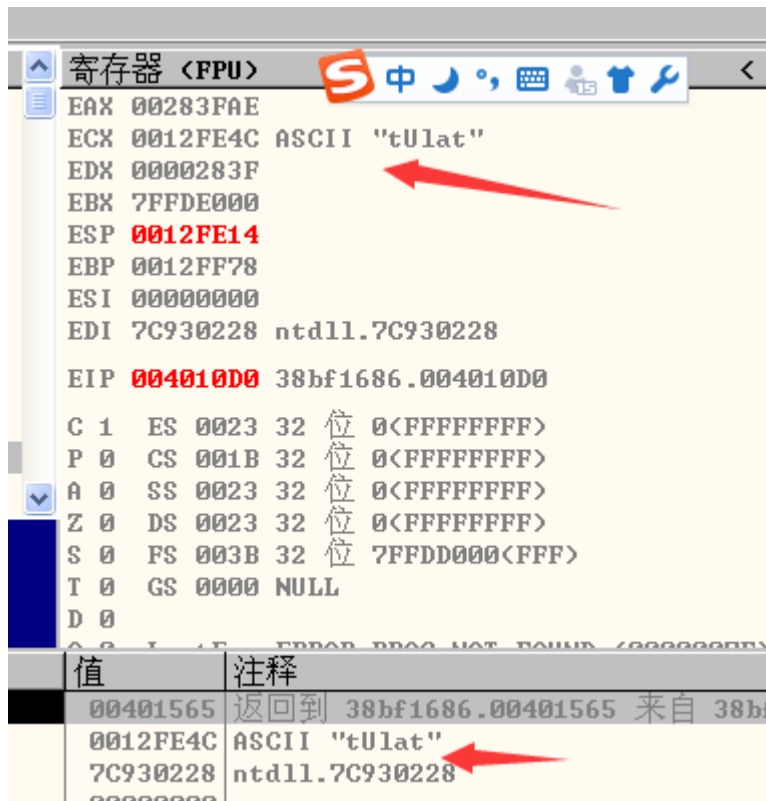 寄存器 (FPU)
中
15
<
EAX 00283FAE
ECX 0012FE4C ASCII "tUlat"
EDX 0000283F
EBX 7FFDE000
ESP 0012FE14
EBP 0012FF78
ESI 00000000
EDI 7C930228 ntdll.7C930228
EIP 004010D0 38bf1686.004010D0
C 1 ES 0023 32 位 0(FFFFFFFF)
P 0 CS 001B 32 位 0(FFFFFFFF)
A 0 SS 0023 32 位 0(FFFFFFFF)
Z 0 DS 0023 32 位 0(FFFFFFFF)
S 0 FS 003B 32 位 7FFDD000(FFF)
T 0 GS 0000 NULL
D 0
值 注释
00401565 返回到 38bf1686.00401565 来自 38b
0012FE4C ASCII "tUlat"
7C930228 ntdll.7C930228